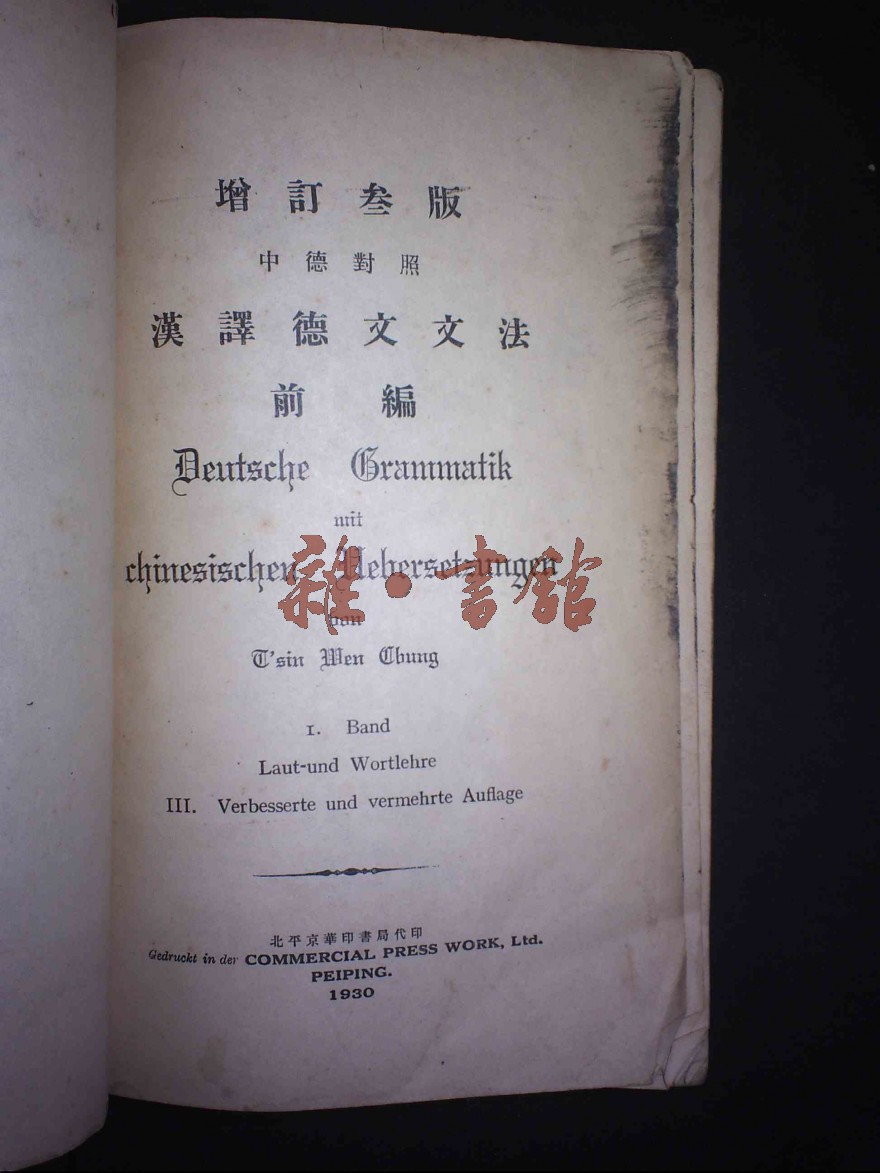 增訂叁版
中德對照
漢譯德文文法
前編
Deutsche Grammatik
mit
chinesischen Uebersetzungen
von
T'sin Wen Chung
I. Band
Laut-und Wortlehre
III. Verbesserte und vermehrte Auflage
北平京華印書局代印
Gedruckt in der COMMERCIAL PRESS WORK, Ltd.
PEIPING.
1930
雜·書館